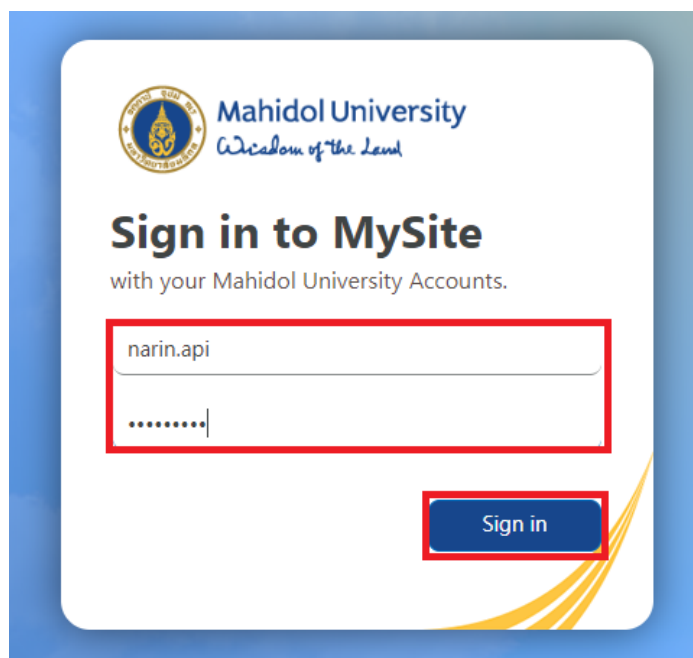 Mahidol University
Wisdom of the Land
Sign in to MySite
with your Mahidol University Accounts.
narin.api
•••••••••
Sign in